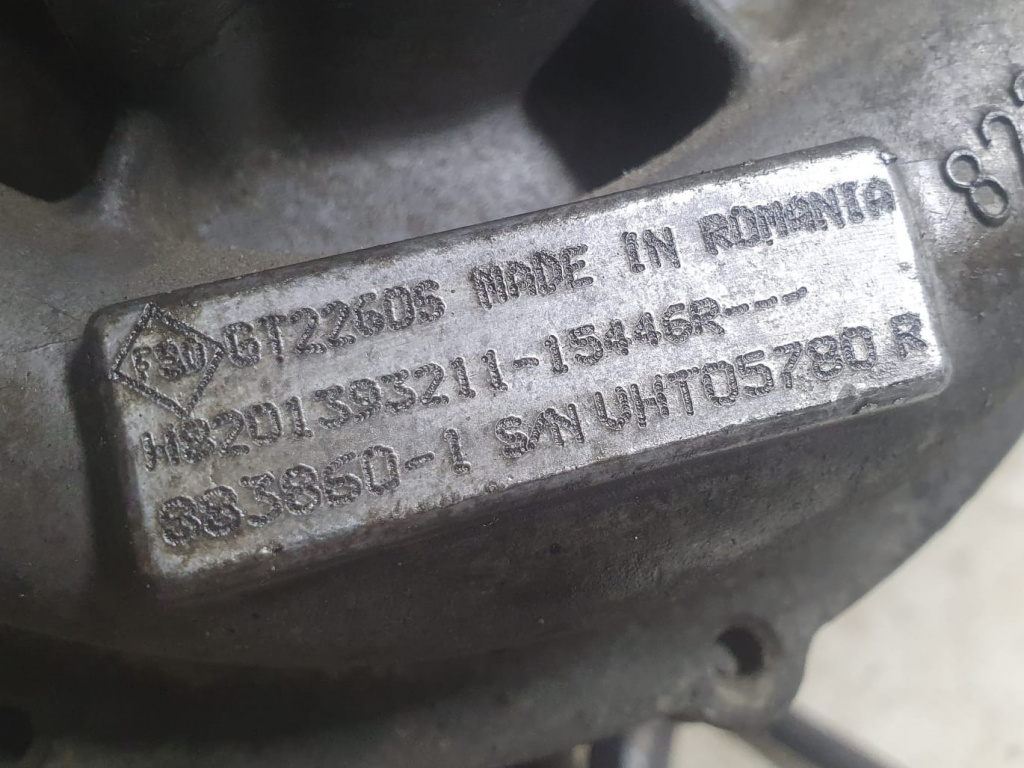 GT2260S MADE IN ROMANIA
H8201393211-15446R---
883860-1 S/N VHT05780 R